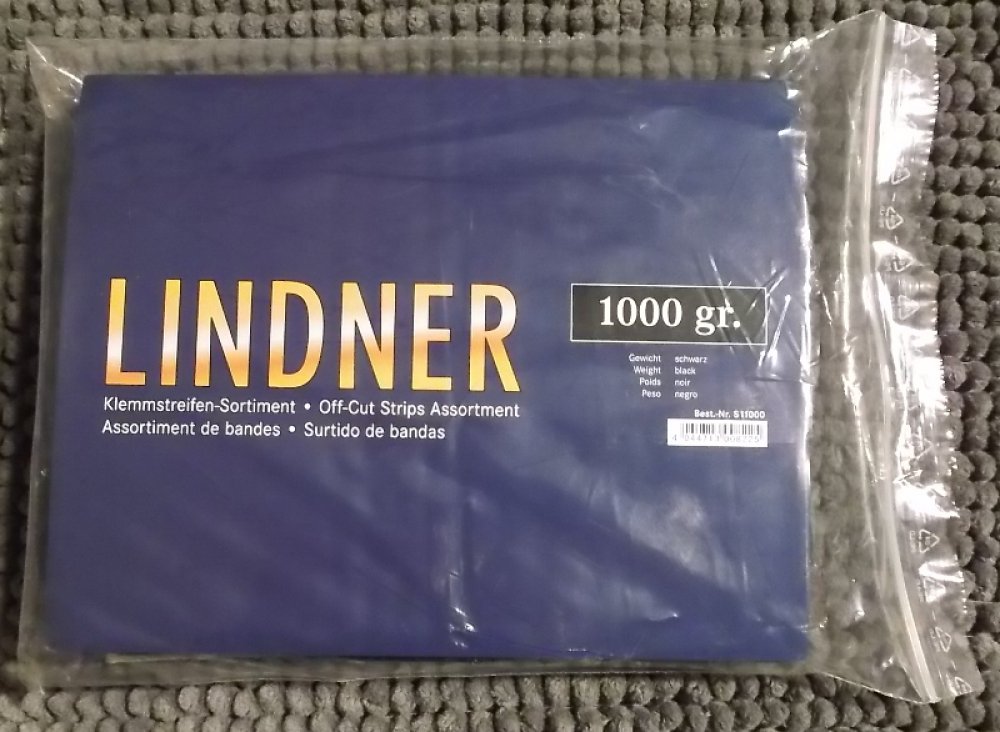 LINDNER
Klemmstreifen-Sortiment • Off-Cut Strips Assortment
Assortiment de bandes • Surtido de bandas
1000 gr.
Gewicht schwarz
Weight black
Poids noir
Peso negro
Best.-Nr. S11000